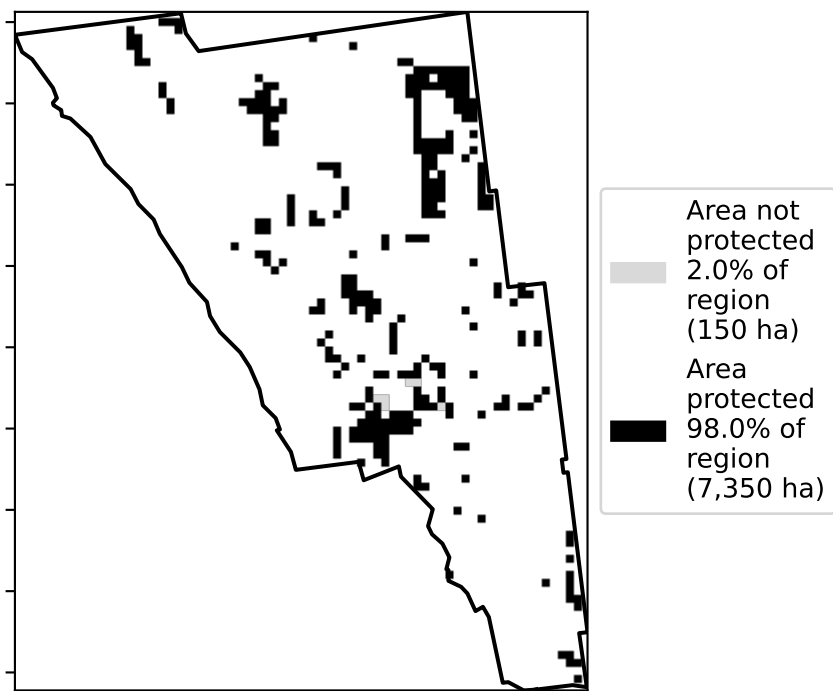 Area not
protected
2.0% of
region
(150 ha)
Area
protected
98.0% of
region
(7,350 ha)